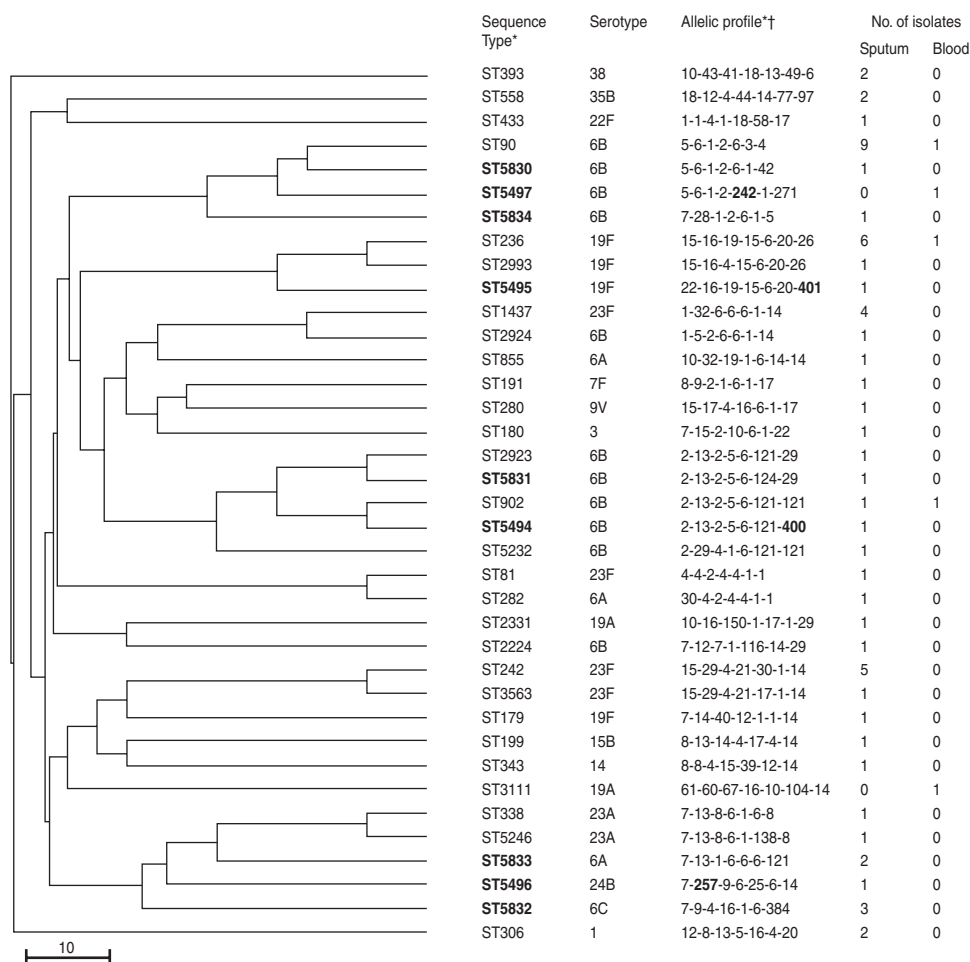 Sequence Type* Serotype Allelic profile*† No. of isolates
Sputum Blood
ST393 38 10-43-41-18-13-49-6 2 0
ST558 35B 18-12-4-44-14-77-97 2 0
ST433 22F 1-1-4-1-18-58-17 1 0
ST90 6B 5-6-1-2-6-3-4 9 1
ST5830 6B 5-6-1-2-6-1-42 1 0
ST5497 6B 5-6-1-2-242-1-271 0 1
ST5834 6B 7-28-1-2-6-1-5 1 0
ST236 19F 15-16-19-15-6-20-26 6 1
ST2993 19F 15-16-4-15-6-20-26 1 0
ST5495 19F 22-16-19-15-6-20-401 1 0
ST1437 23F 1-32-6-6-6-1-14 4 0
ST2924 6B 1-5-2-6-6-1-14 1 0
ST855 6A 10-32-19-1-6-14-14 1 0
ST191 7F 8-9-2-1-6-1-17 1 0
ST280 9V 15-17-4-16-6-1-17 1 0
ST180 3 7-15-2-10-6-1-22 1 0
ST2923 6B 2-13-2-5-6-121-29 1 0
ST5831 6B 2-13-2-5-6-124-29 1 0
ST902 6B 2-13-2-5-6-121-121 1 1
ST5494 6B 2-13-2-5-6-121-400 1 0
ST5232 6B 2-29-4-1-6-121-121 1 0
ST81 23F 4-4-2-4-4-1-1 1 0
ST282 6A 30-4-2-4-4-1-1 1 0
ST2331 19A 10-16-150-1-17-1-29 1 0
ST2224 6B 7-12-7-1-116-14-29 1 0
ST242 23F 15-29-4-21-30-1-14 5 0
ST3563 23F 15-29-4-21-17-1-14 1 0
ST179 19F 7-14-40-12-1-1-14 1 0
ST199 15B 8-13-14-4-17-4-14 1 0
ST343 14 8-8-4-15-39-12-14 1 0
ST3111 19A 61-60-67-16-10-104-14 0 1
ST338 23A 7-13-8-6-1-6-8 1 0
ST5246 23A 7-13-8-6-1-138-8 1 0
ST5833 6A 7-13-1-6-6-6-121 2 0
ST5496 24B 7-257-9-6-25-6-14 1 0
ST5832 6C 7-9-4-16-1-6-384 3 0
ST306 1 12-8-13-5-16-4-20 2 0
10